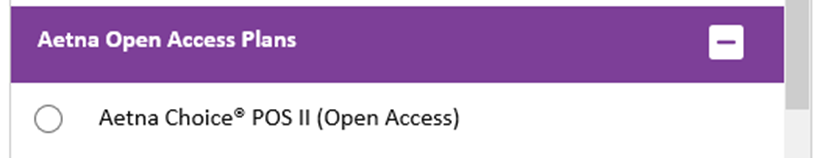 Aetna Open Access Plans
Aetna Choice® POS II (Open Access)